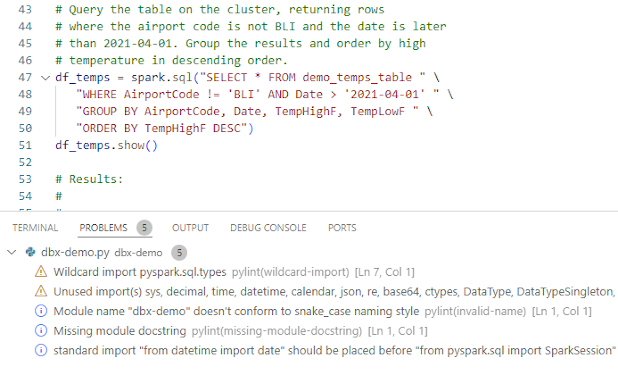 43 # Query the table on the cluster, returning rows
44 # where the airport code is not BLI and the date is later
45 # than 2021-04-01. Group the results and order by high
46 # temperature in descending order.
47 df_temps = spark.sql("SELECT * FROM demo_temps_table " \
48 "WHERE AirportCode != 'BLI' AND Date > '2021-04-01' " \
49 "GROUP BY AirportCode, Date, TempHighF, TempLowF " \
50 "ORDER BY TempHighF DESC")
51 df_temps.show()
52
53 # Results:
54 #
TERMINAL PROBLEMS 5 OUTPUT DEBUG CONSOLE PORTS
dbx-demo.py dbx-demo 5
Wildcard import pyspark.sql.types pylint(wildcard-import) [Ln 7, Col 1]
Unused import(s) sys, decimal, time, datetime, calendar, json, re, base64, ctypes, DataType, DataTypeSingleton,
Module name "dbx-demo" doesn't conform to snake_case naming style pylint(invalid-name) [Ln 1, Col 1]
Missing module docstring pylint(missing-module-docstring) [Ln 1, Col 1]
standard import "from datetime import date" should be placed before "from pyspark.sql import SparkSession"